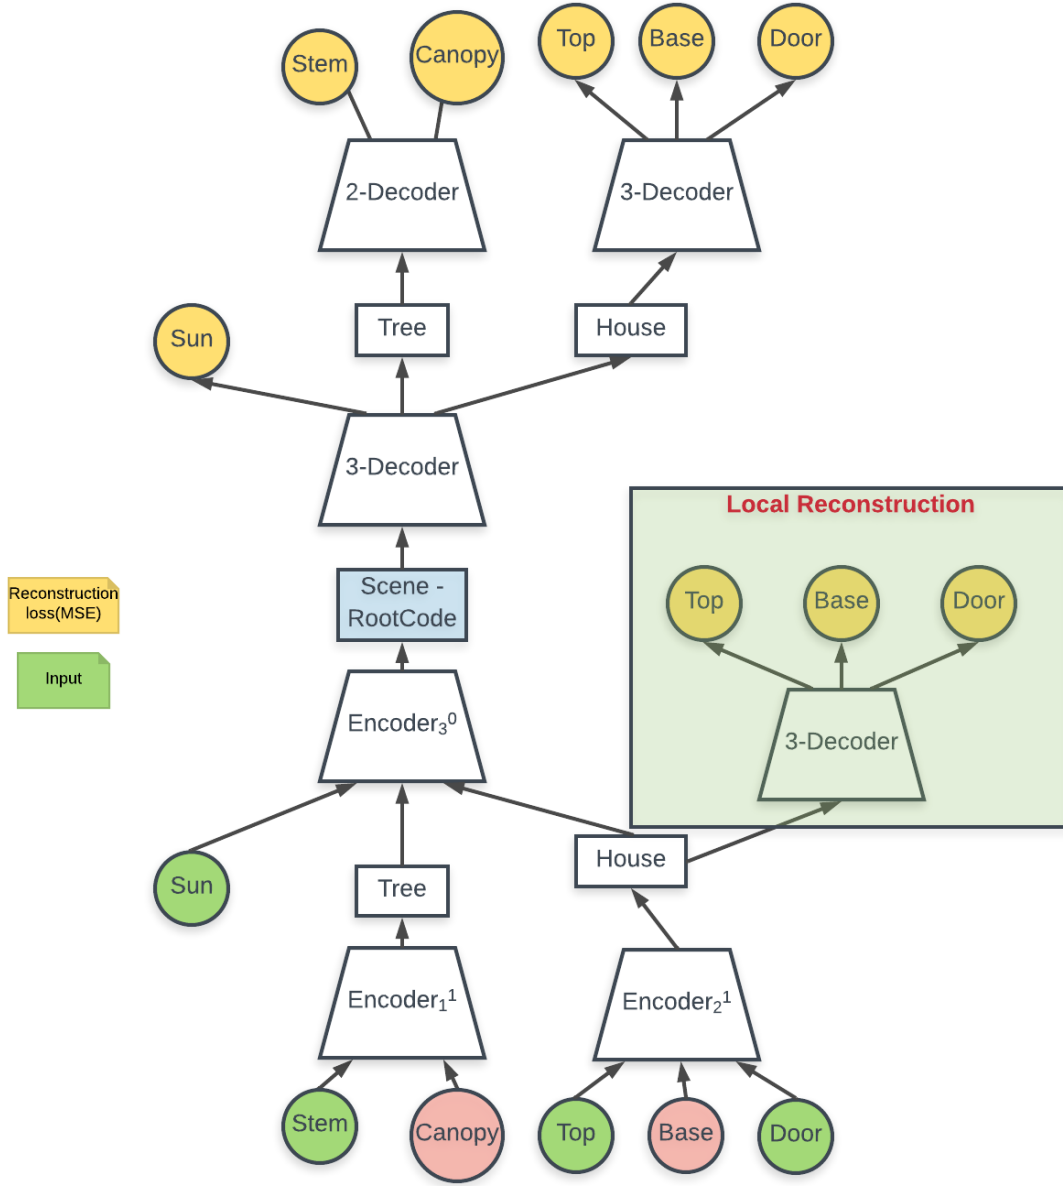 Stem
Canopy
Top
Base
Door
2-Decoder
3-Decoder
Tree
House
Sun
3-Decoder
Local Reconstruction
Scene -
RootCode
Reconstruction
loss(MSE)
Top
Base
Door
Input
Encoder₃⁰
3-Decoder
Sun
Tree
House
Encoder₁¹
Encoder₂¹
Stem
Canopy
Top
Base
Door